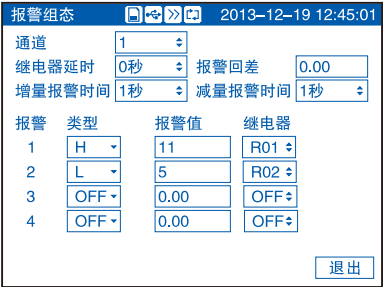 报警组态 2013-12-19 12:45:01
通道 1
继电器延时 0秒 报警回差 0.00
增量报警时间 1秒 减量报警时间 1秒
报警 类型 报警值 继电器
1 H 11 R01
2 L 5 R02
3 OFF 0.00 OFF
4 OFF 0.00 OFF
退出